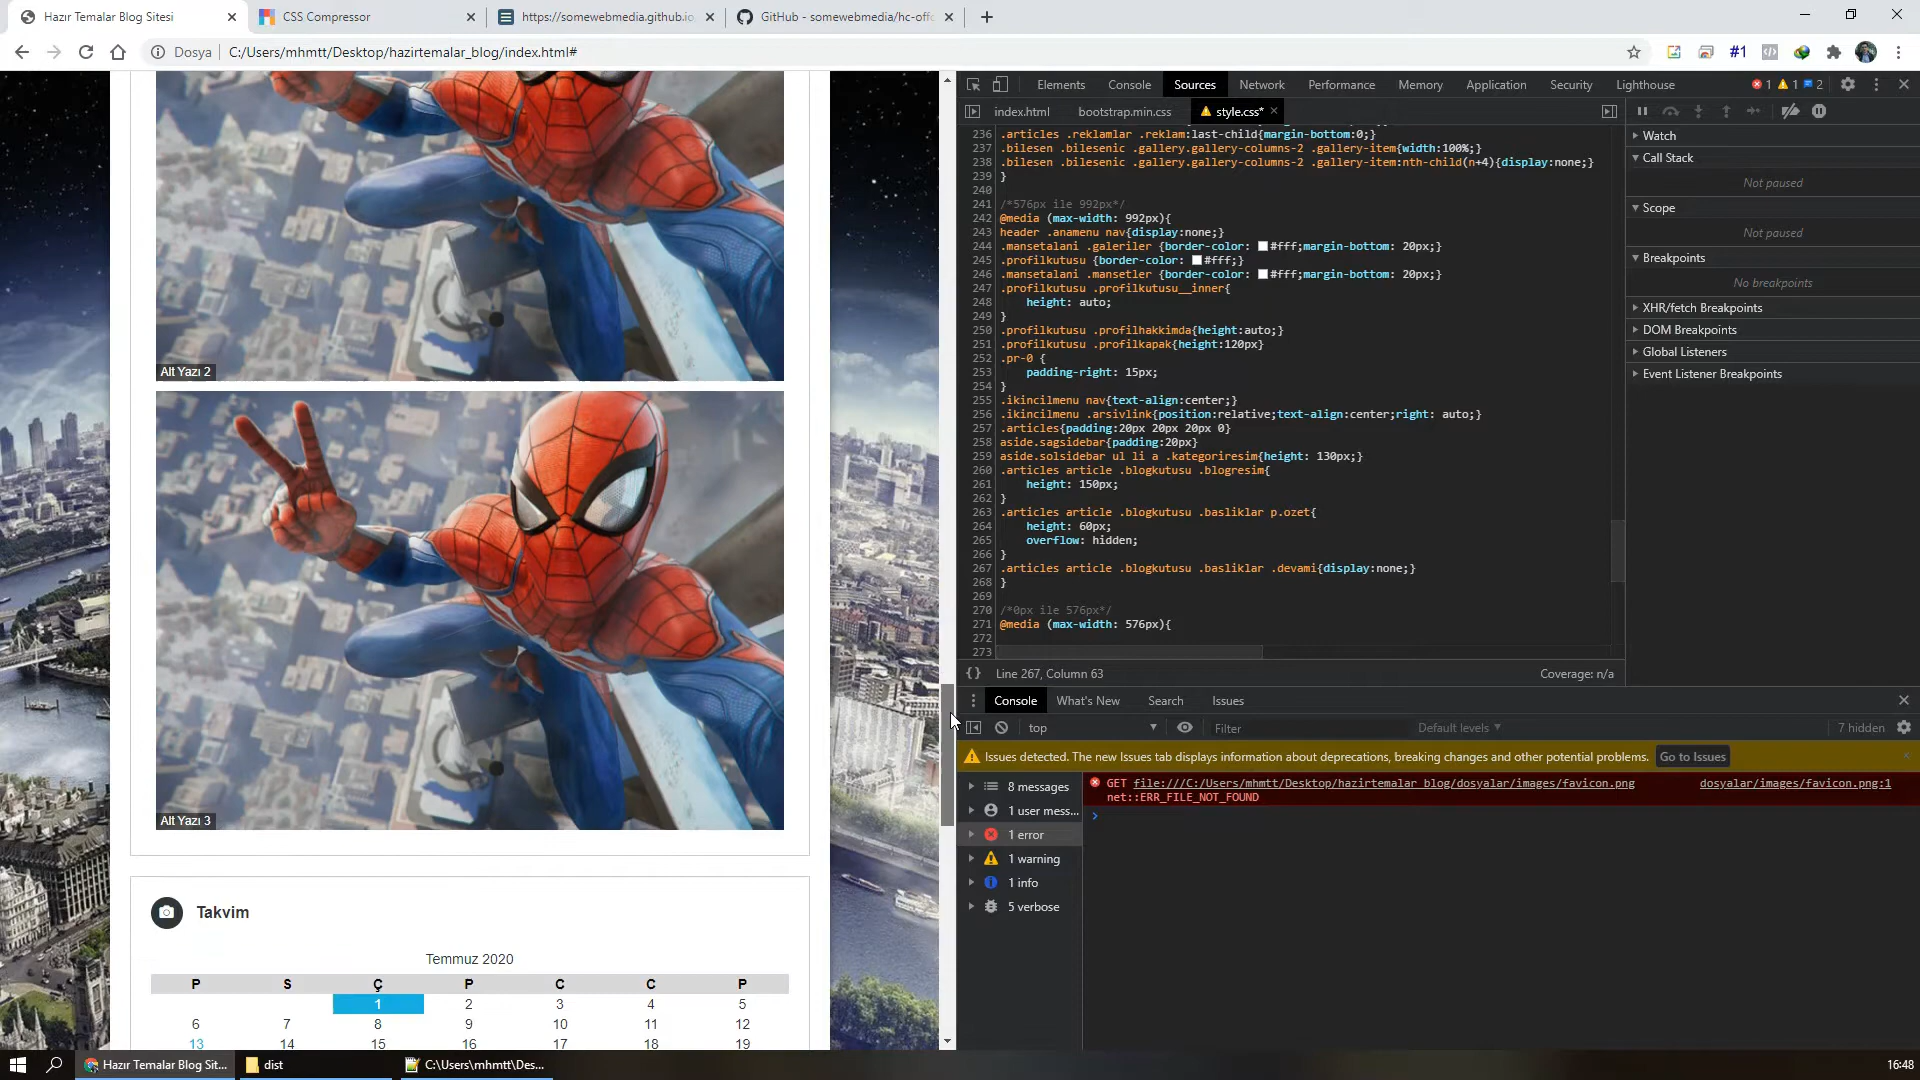 Hazır Temalar Blog Sitesi
CSS Compressor
https://somewebmedia.github.io
GitHub - somewebmedia/hc-offc
Dosya
C:/Users/mhmtt/Desktop/hazirtemalar_blog/index.html#
#1
Alt Yazı 2
Alt Yazı 3
Takvim
Temmuz 2020
P S Ç P C C P
1 2 3 4 5
6 7 8 9 10 11 12
13 14 15 16 17 18 19
Elements Console Sources Network Performance Memory Application Security Lighthouse 1 1 2
index.html bootstrap.min.css style.css*
236 .articles .reklamlar .reklam:last-child{margin-bottom:0;}
237 .bilesen .bilesenic .gallery.gallery-columns-2 .gallery-item{width:100%;}
238 .bilesen .bilesenic .gallery.gallery-columns-2 .gallery-item:nth-child(n+4){display:none;}
239 }
240
241 /*576px ile 992px*/
242 @media (max-width: 992px){
243 header .anamenu nav{display:none;}
244 .mansetalani .galeriler {border-color: #fff;margin-bottom: 20px;}
245 .profilkutusu {border-color: #fff;}
246 .mansetalani .mansetler {border-color: #fff;margin-bottom: 20px;}
247 .profilkutusu .profilkutusu__inner{
248 height: auto;
249 }
250 .profilkutusu .profilhakkimda{height:auto;}
251 .profilkutusu .profilkapak{height:120px}
252 .pr-0 {
253 padding-right: 15px;
254 }
255 .ikincilmenu nav{text-align:center;}
256 .ikincilmenu .arsivlink{position:relative;text-align:center;right: auto;}
257 .articles{padding:20px 20px 20px 0}
258 aside.sagsidebar{padding:20px}
259 aside.solsidebar ul li a .kategoriresim{height: 130px;}
260 .articles article .blogkutusu .blogresim{
261 height: 150px;
262 }
263 .articles article .blogkutusu .basliklar p.ozet{
264 height: 60px;
265 overflow: hidden;
266 }
267 .articles article .blogkutusu .basliklar .devami{display:none;}
268 }
269
270 /*0px ile 576px*/
271 @media (max-width: 576px){
272
273
{} Line 267, Column 63 Coverage: n/a
Watch
Call Stack
Not paused
Scope
Not paused
Breakpoints
No breakpoints
XHR/fetch Breakpoints
DOM Breakpoints
Global Listeners
Event Listener Breakpoints
Console What's New Search Issues
top Filter Default levels 7 hidden
Issues detected. The new Issues tab displays information about deprecations, breaking changes and other potential problems. Go to Issues
8 messages
1 user mess...
1 error
1 warning
1 info
5 verbose
GET file:///C:/Users/mhmtt/Desktop/hazirtemalar_blog/dosyalar/images/favicon.png dosyalar/images/favicon.png:1
net::ERR_FILE_NOT_FOUND
Hazır Temalar Blog Sit...
dist
C:\Users\mhmtt\Des...
16:48